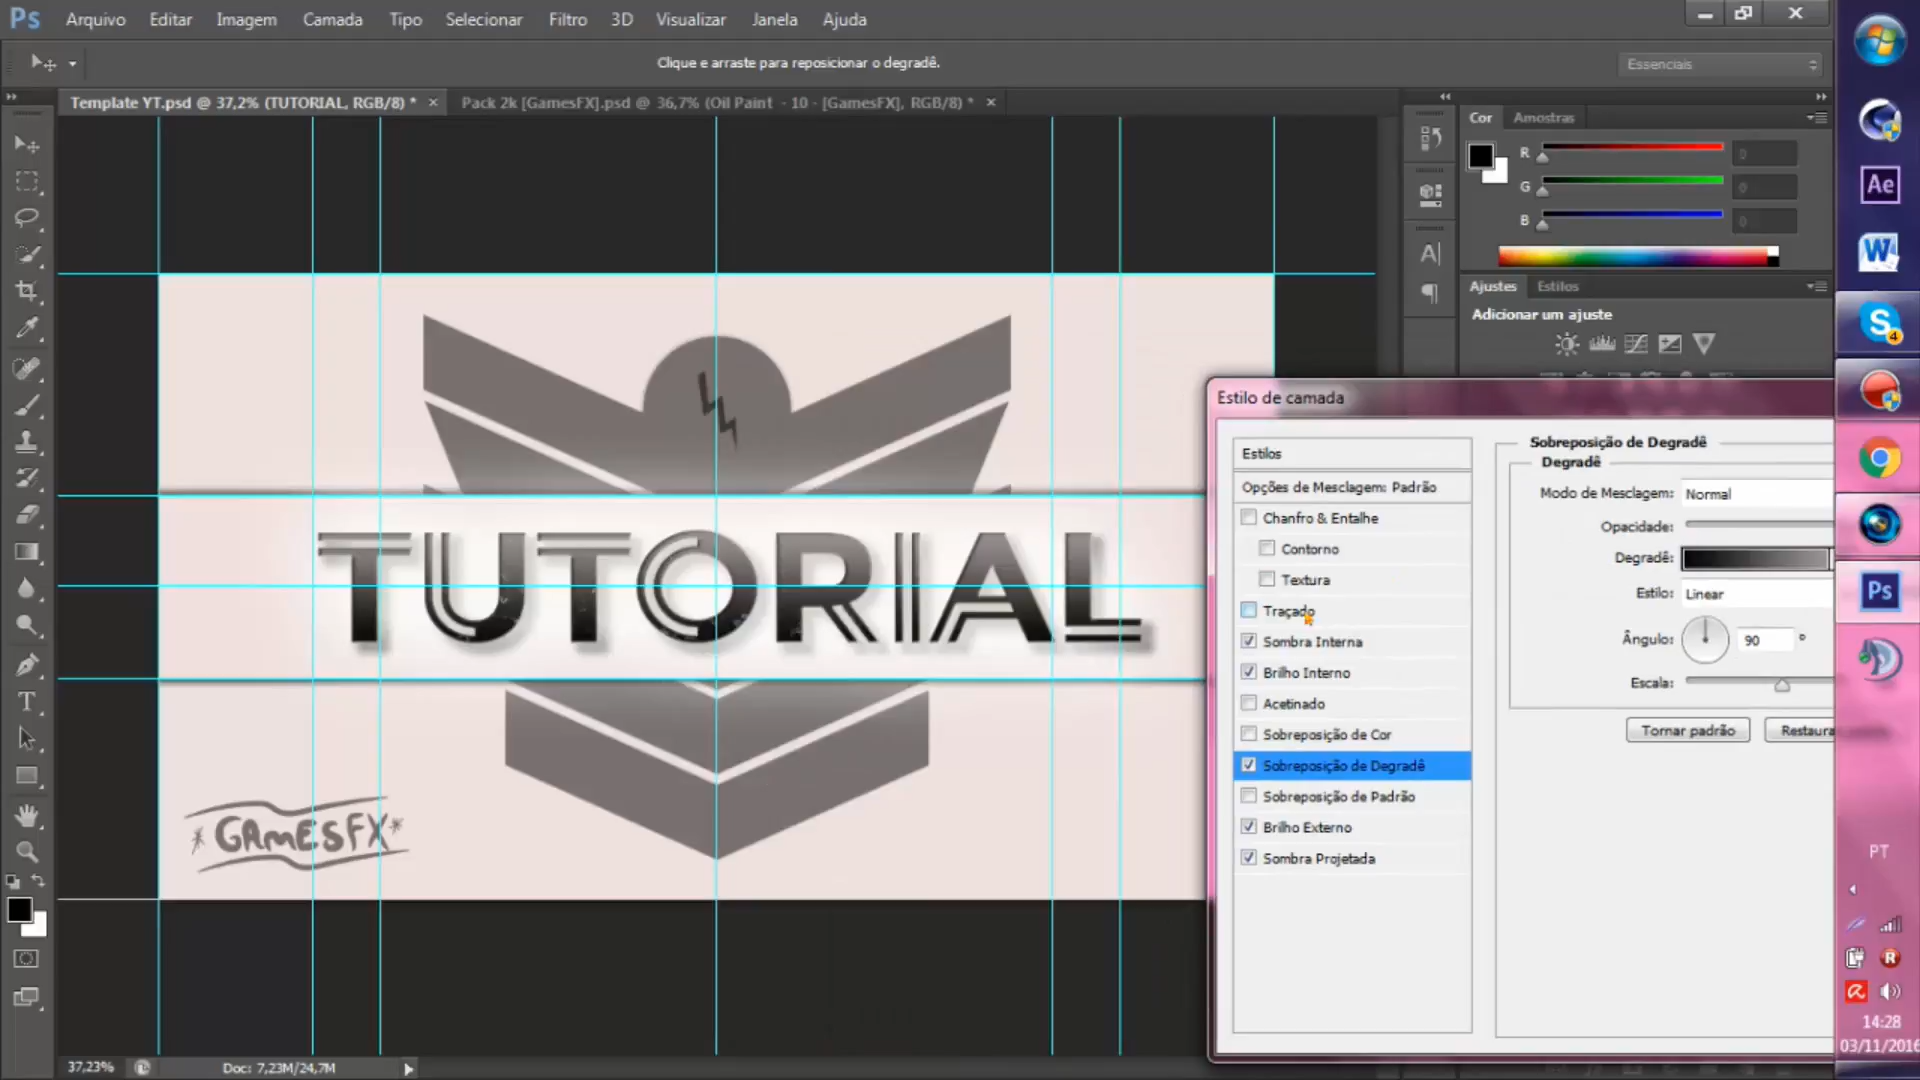 Ps Arquivo Editar Imagem Camada Tipo Selecionar Filtro 3D Visualizar Janela Ajuda
Clique e arraste para reposicionar o degradê.
Essenciais
Template YT.psd @ 37,2% (TUTORIAL, RGB/8) * × Pack 2k [GamesFX].psd @ 36,7% (Oil Paint - 10 - [GamesFX], RGB/8) * ×
Cor Amostras
R 0
G 0
B 0
Ajustes Estilos
Adicionar um ajuste
TUTORIAL
GAMESFX
Estilo de camada
Estilos
Opções de Mesclagem: Padrão
Chanfro & Entalhe
Contorno
Textura
Traçado
Sombra Interna
Brilho Interno
Acetinado
Sobreposição de Cor
Sobreposição de Degradê
Sobreposição de Padrão
Brilho Externo
Sombra Projetada
Sobreposição de Degradê
Degradê
Modo de Mesclagem: Normal
Opacidade:
Degradê:
Estilo: Linear
Ângulo: 90 °
Escala:
Tornar padrão Restaura
Ae
W
S 4
Ps
PT
R
14:28
03/11/2016
37,23% Doc: 7,23M/24,7M